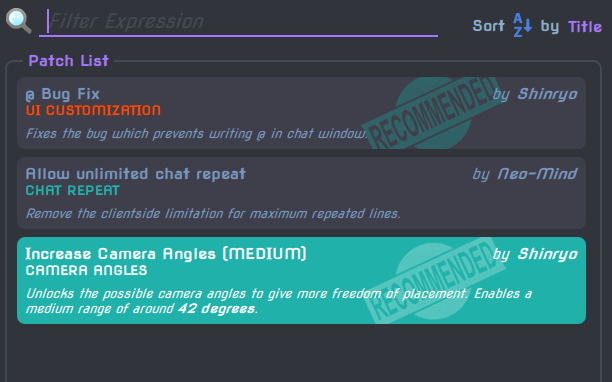 Filter Expression
Sort A Z by Title
Patch List
@ Bug Fix by Shinryo
UI CUSTOMIZATION
Fixes the bug which prevents writing @ in chat window.
RECOMMENDED
Allow unlimited chat repeat by Neo-Mind
CHAT REPEAT
Remove the clientside limitation for maximum repeated lines.
Increase Camera Angles (MEDIUM) by Shinryo
CAMERA ANGLES
Unlocks the possible camera angles to give more freedom of placement. Enables a
medium range of around 42 degrees.
RECOMMENDED